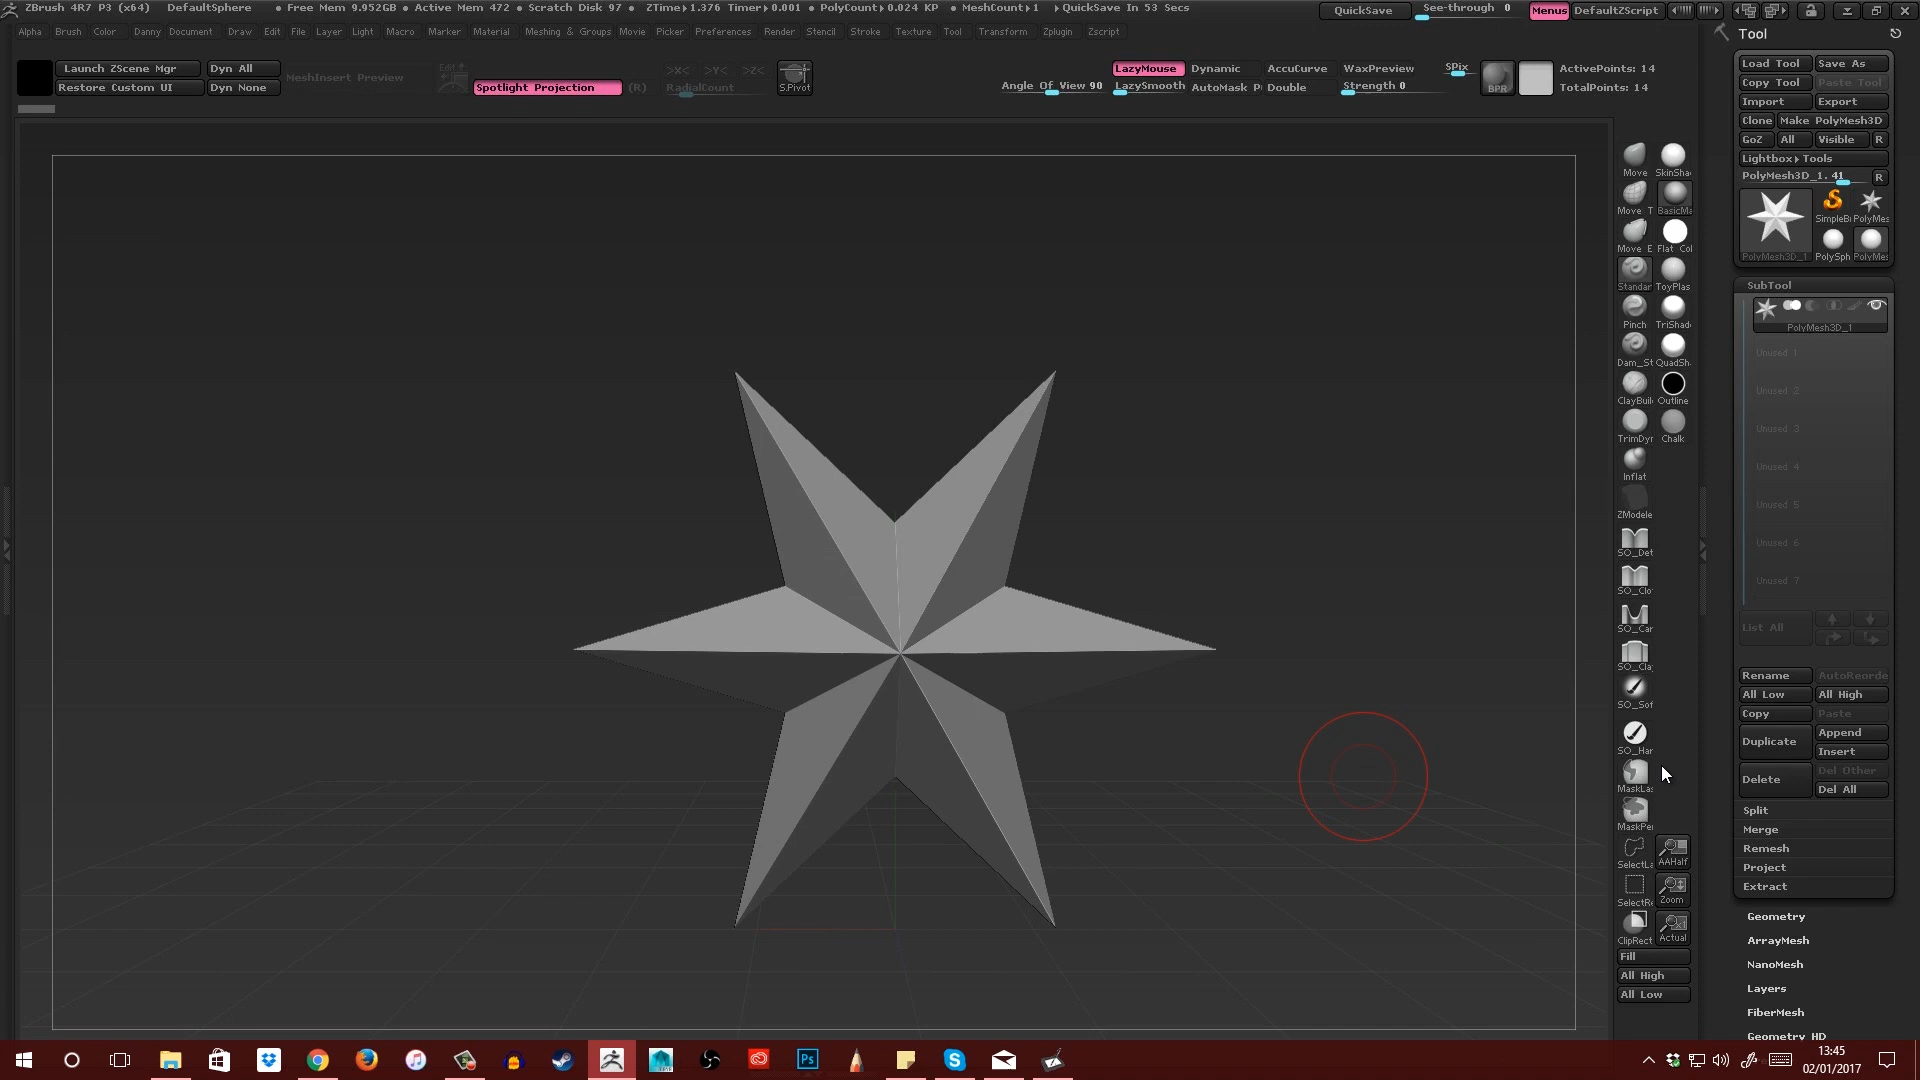 ZBrush 4R7 P3 (x64) DefaultSphere • Free Mem 9.952GB • Active Mem 472 • Scratch Disk 97 • ZTime▸1.376 Timer▸0.001 • PolyCount▸0.024 KP • MeshCount▸1 ▸QuickSave In 53 Secs QuickSave See-through 0 Menus DefaultZScript
Alpha Brush Color Danny Document Draw Edit File Layer Light Macro Marker Material Meshing & Groups Movie Picker Preferences Render Stencil Stroke Texture Tool Transform Zplugin Zscript
Tool
Launch ZScene Mgr Dyn All
Restore Custom UI Dyn None
MeshInsert Preview
Edit
Spotlight Projection (R)
>X< >Y< >Z<
RadialCount
S.Pivot
Angle Of View 90
LazyMouse Dynamic AccuCurve WaxPreview
LazySmooth AutoMask Double Strength 0
SPix
BPR
ActivePoints: 14
TotalPoints: 14
Load Tool Save As
Copy Tool Paste Tool
Import Export
Clone Make PolyMesh3D
GoZ All Visible R
Lightbox▸Tools
PolyMesh3D_1. 41 R
SimpleB PolyMes
PolyMesh3D_1 PolySph PolyMes
SubTool
PolyMesh3D_1
Unused 1
Unused 2
Unused 3
Unused 4
Unused 5
Unused 6
Unused 7
List All
Rename AutoReorde
All Low All High
Copy Paste
Duplicate Append
Insert
Delete Del Other
Del All
Split
Merge
Remesh
Project
Extract
Geometry
ArrayMesh
NanoMesh
Layers
FiberMesh
Geometry HD
Move SkinSha
Move T BasicMa
Move E Flat Col
Standar ToyPlas
Pinch TriShad
Dam_St QuadSh
ClayBuil Outline
TrimDyr Chalk
Inflat
ZModele
SO_Det
SO_Clo
SO_Car
SO_Cla
SO_Sof
SO_Har
MaskLas
MaskPer
SelectLa AAHalf
SelectRe Zoom
ClipRect Actual
Fill
All High
All Low
Ps
13:45
02/01/2017